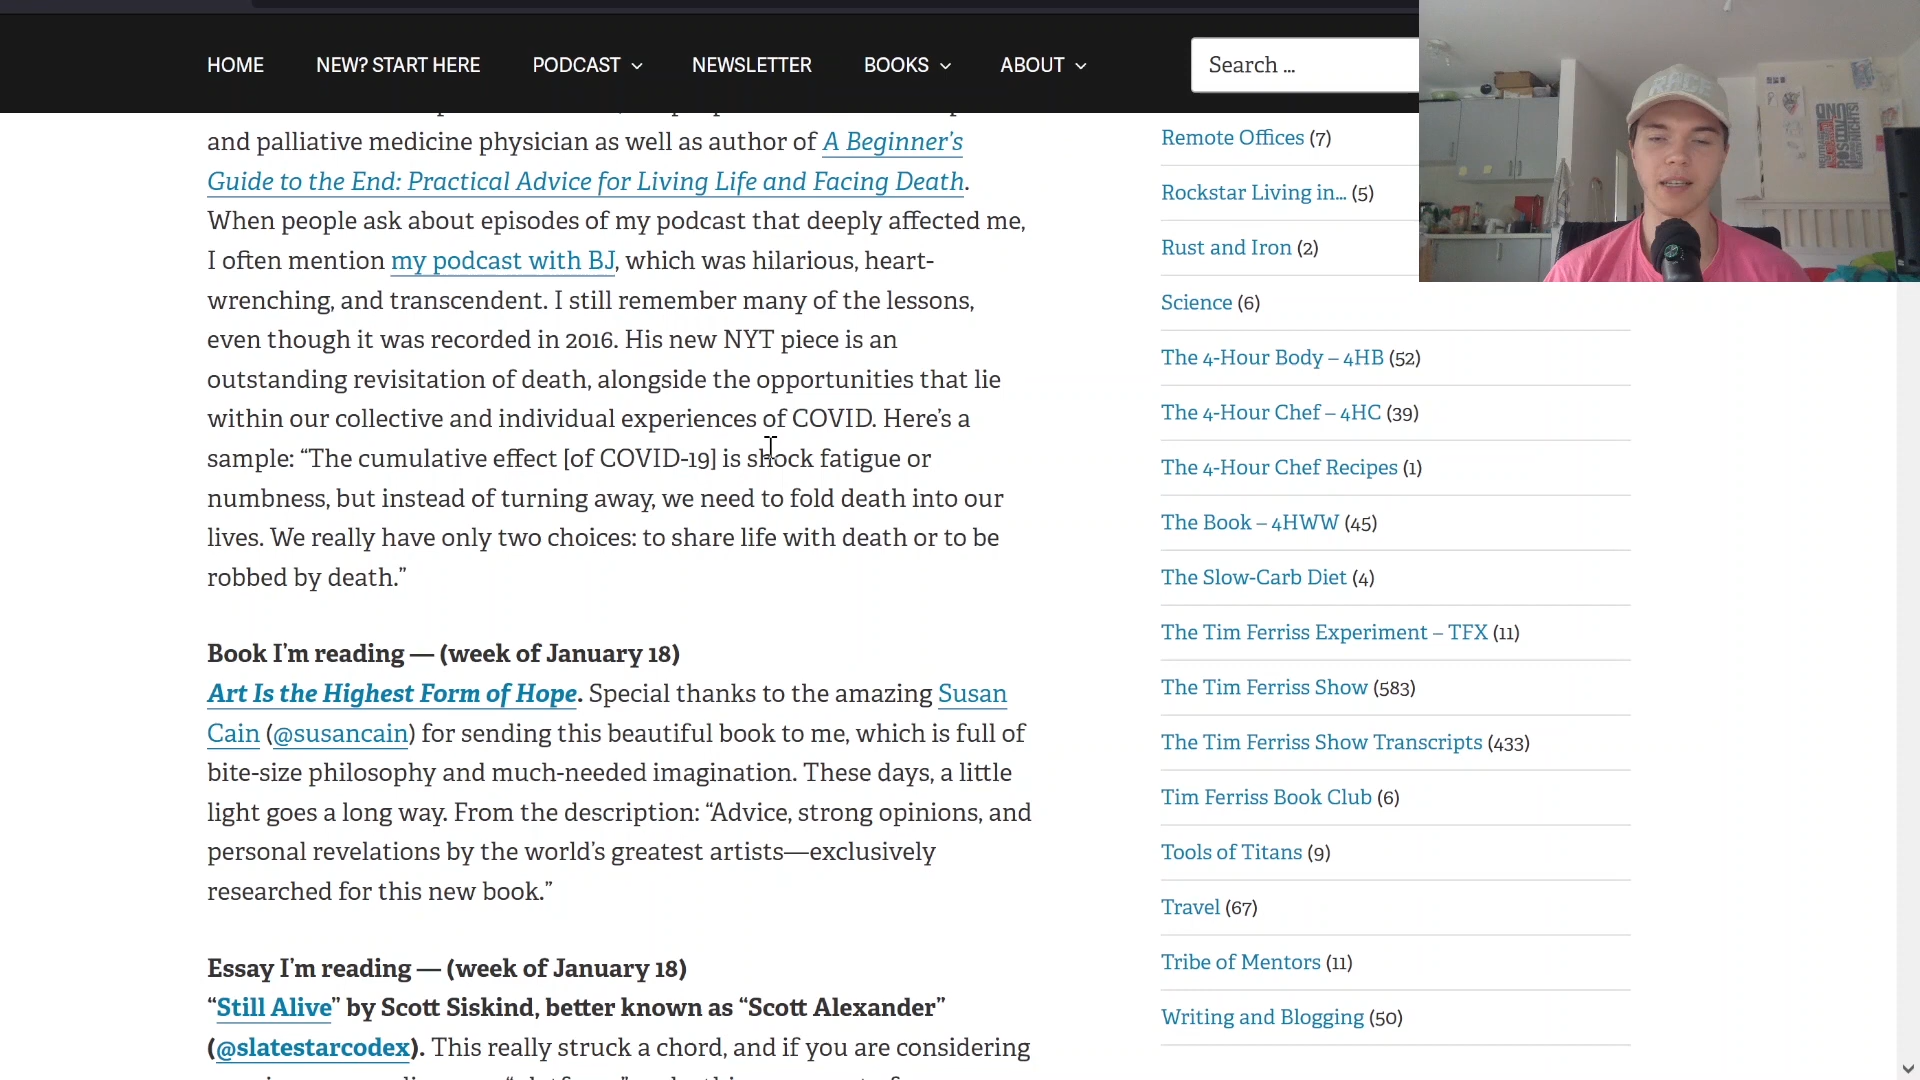 HOME
NEW? START HERE
PODCAST
NEWSLETTER
BOOKS
ABOUT
Search ...
and palliative medicine physician as well as author of A Beginner’s
Guide to the End: Practical Advice for Living Life and Facing Death.
When people ask about episodes of my podcast that deeply affected me,
I often mention my podcast with BJ, which was hilarious, heart-
wrenching, and transcendent. I still remember many of the lessons,
even though it was recorded in 2016. His new NYT piece is an
outstanding revisitation of death, alongside the opportunities that lie
within our collective and individual experiences of COVID. Here’s a
sample: “The cumulative effect [of COVID-19] is shock fatigue or
numbness, but instead of turning away, we need to fold death into our
lives. We really have only two choices: to share life with death or to be
robbed by death.”
Book I’m reading — (week of January 18)
Art Is the Highest Form of Hope. Special thanks to the amazing Susan
Cain (@susancain) for sending this beautiful book to me, which is full of
bite-size philosophy and much-needed imagination. These days, a little
light goes a long way. From the description: “Advice, strong opinions, and
personal revelations by the world’s greatest artists—exclusively
researched for this new book.”
Essay I’m reading — (week of January 18)
“Still Alive” by Scott Siskind, better known as “Scott Alexander”
(@slatestarcodex). This really struck a chord, and if you are considering
Remote Offices (7)
Rockstar Living in... (5)
Rust and Iron (2)
Science (6)
The 4-Hour Body – 4HB (52)
The 4-Hour Chef – 4HC (39)
The 4-Hour Chef Recipes (1)
The Book – 4HWW (45)
The Slow-Carb Diet (4)
The Tim Ferriss Experiment – TFX (11)
The Tim Ferriss Show (583)
The Tim Ferriss Show Transcripts (433)
Tim Ferriss Book Club (6)
Tools of Titans (9)
Travel (67)
Tribe of Mentors (11)
Writing and Blogging (50)
RAGE